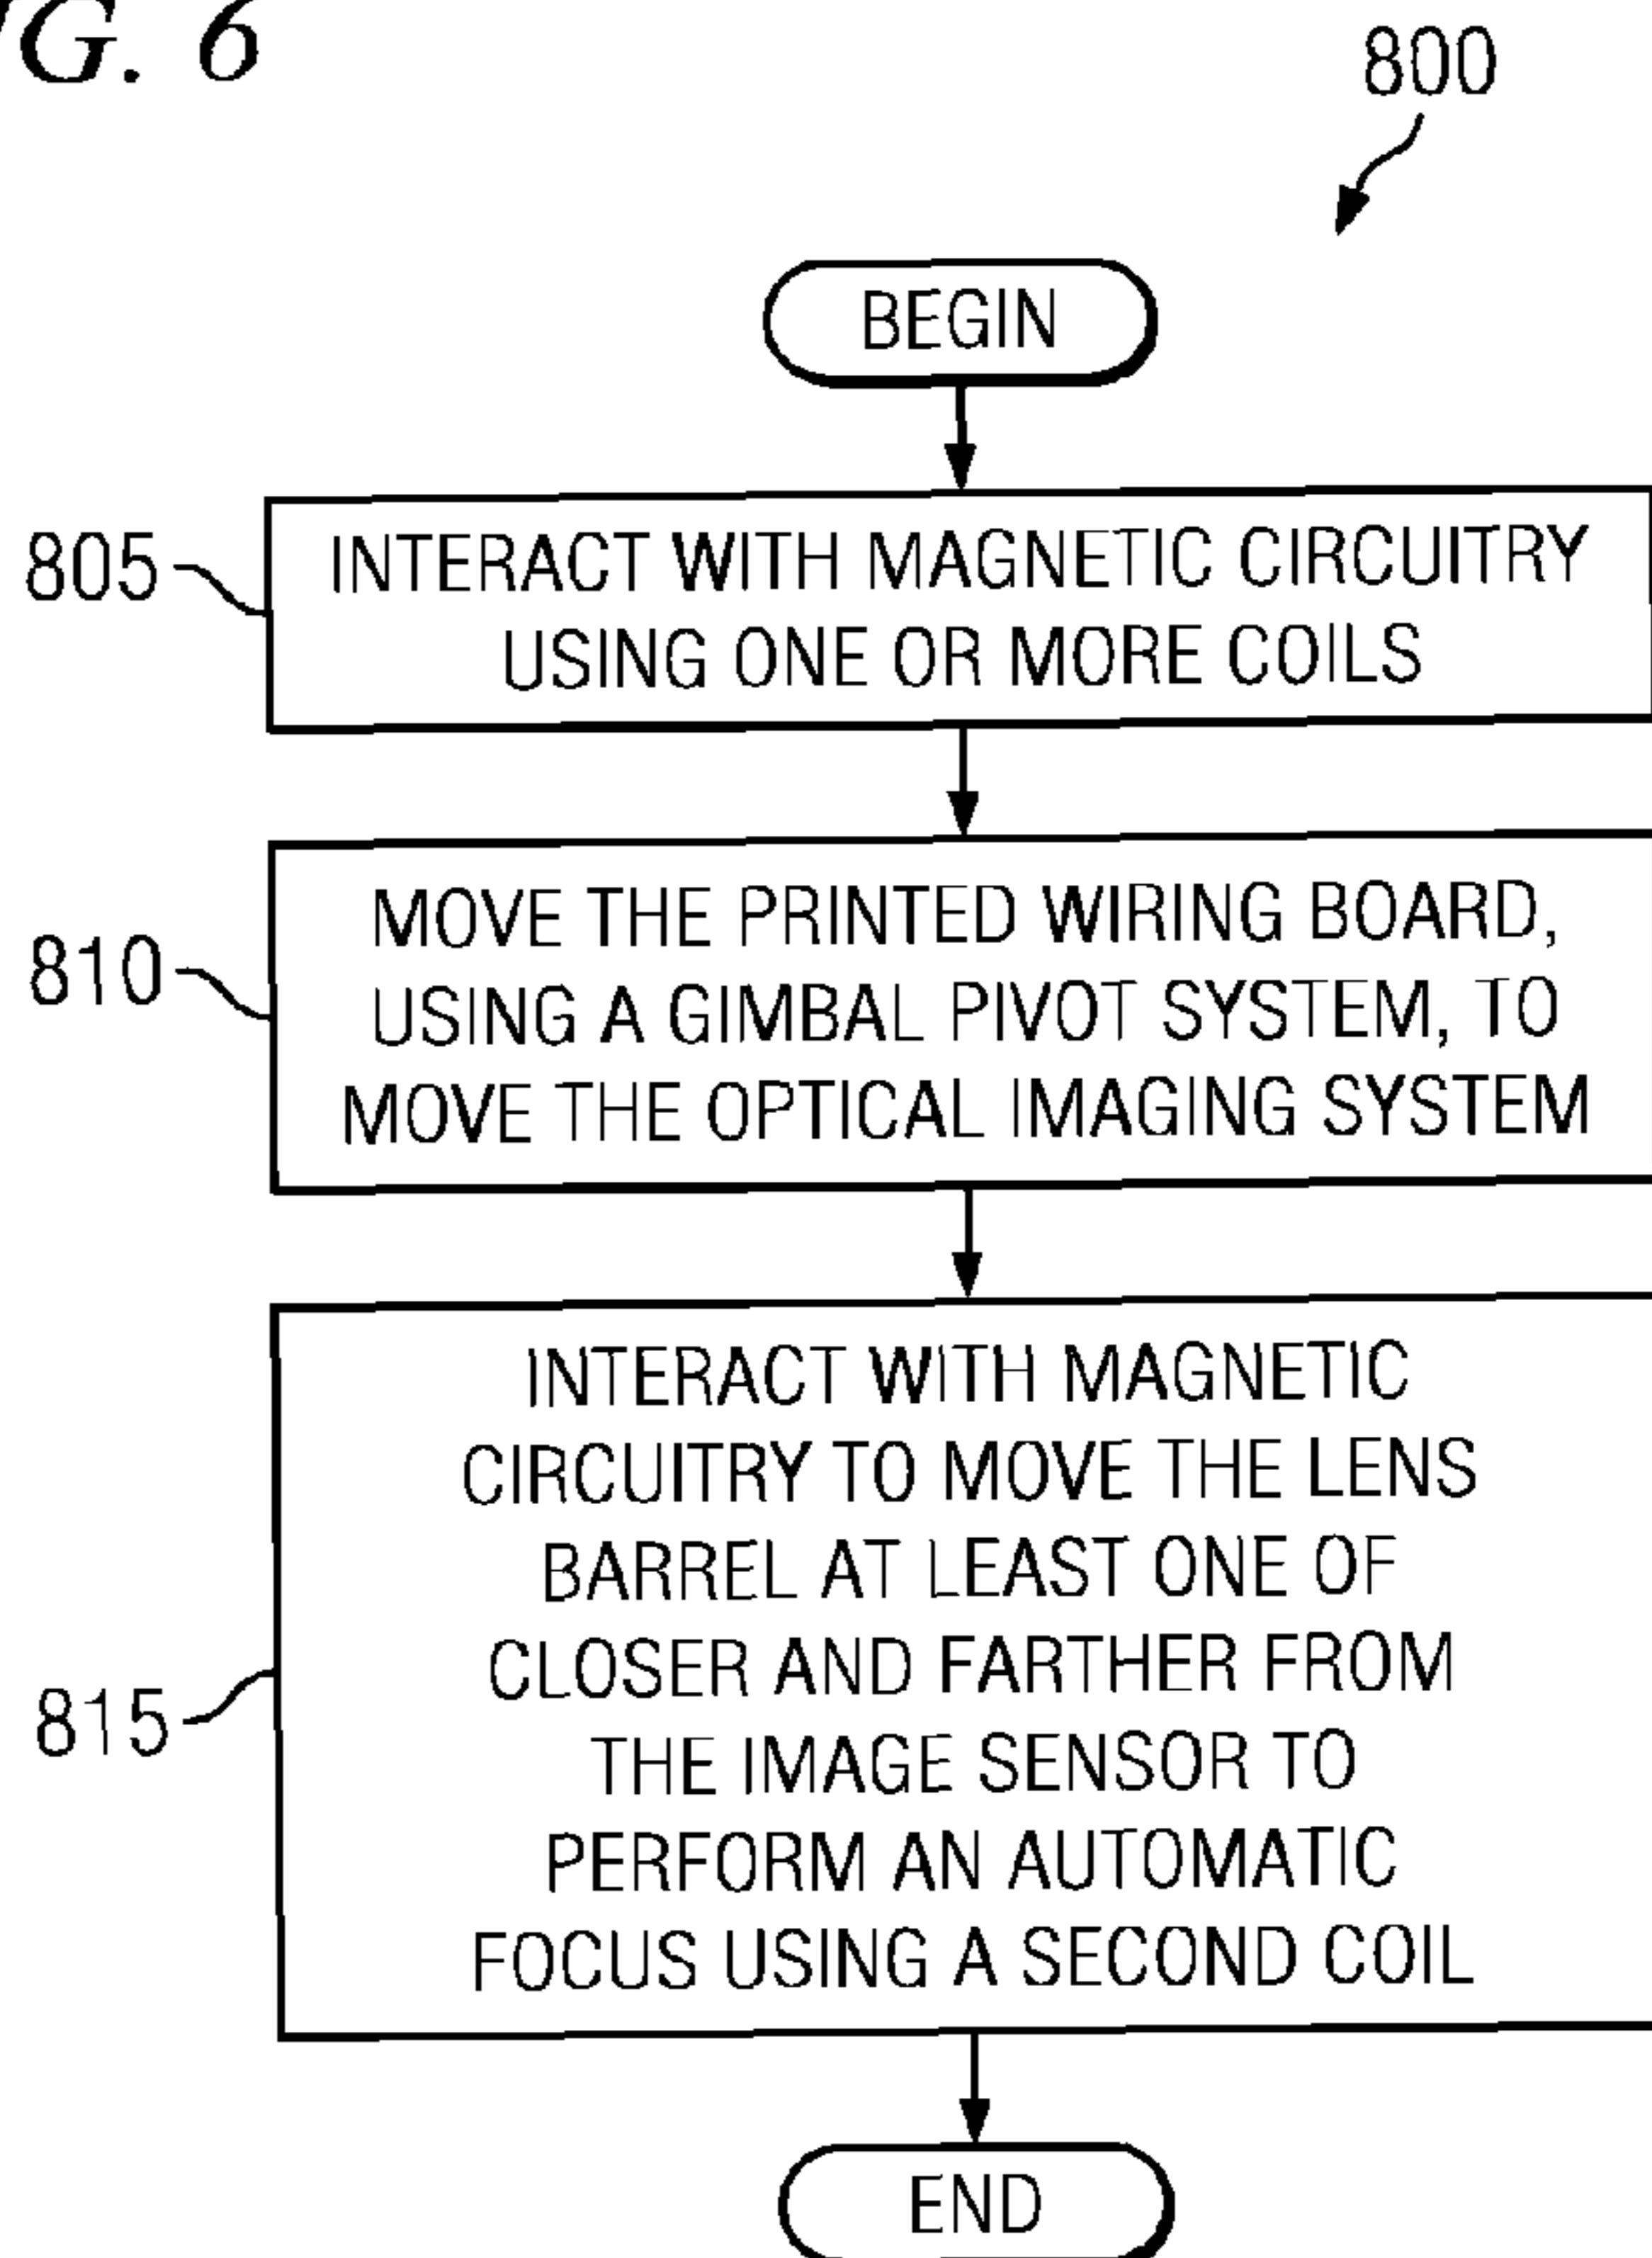 G. 6
800
BEGIN
805
INTERACT WITH MAGNETIC CIRCUITRY
USING ONE OR MORE COILS
810
MOVE THE PRINTED WIRING BOARD,
USING A GIMBAL PIVOT SYSTEM, TO
MOVE THE OPTICAL IMAGING SYSTEM
815
INTERACT WITH MAGNETIC
CIRCUITRY TO MOVE THE LENS
BARREL AT LEAST ONE OF
CLOSER AND FARTHER FROM
THE IMAGE SENSOR TO
PERFORM AN AUTOMATIC
FOCUS USING A SECOND COIL
END